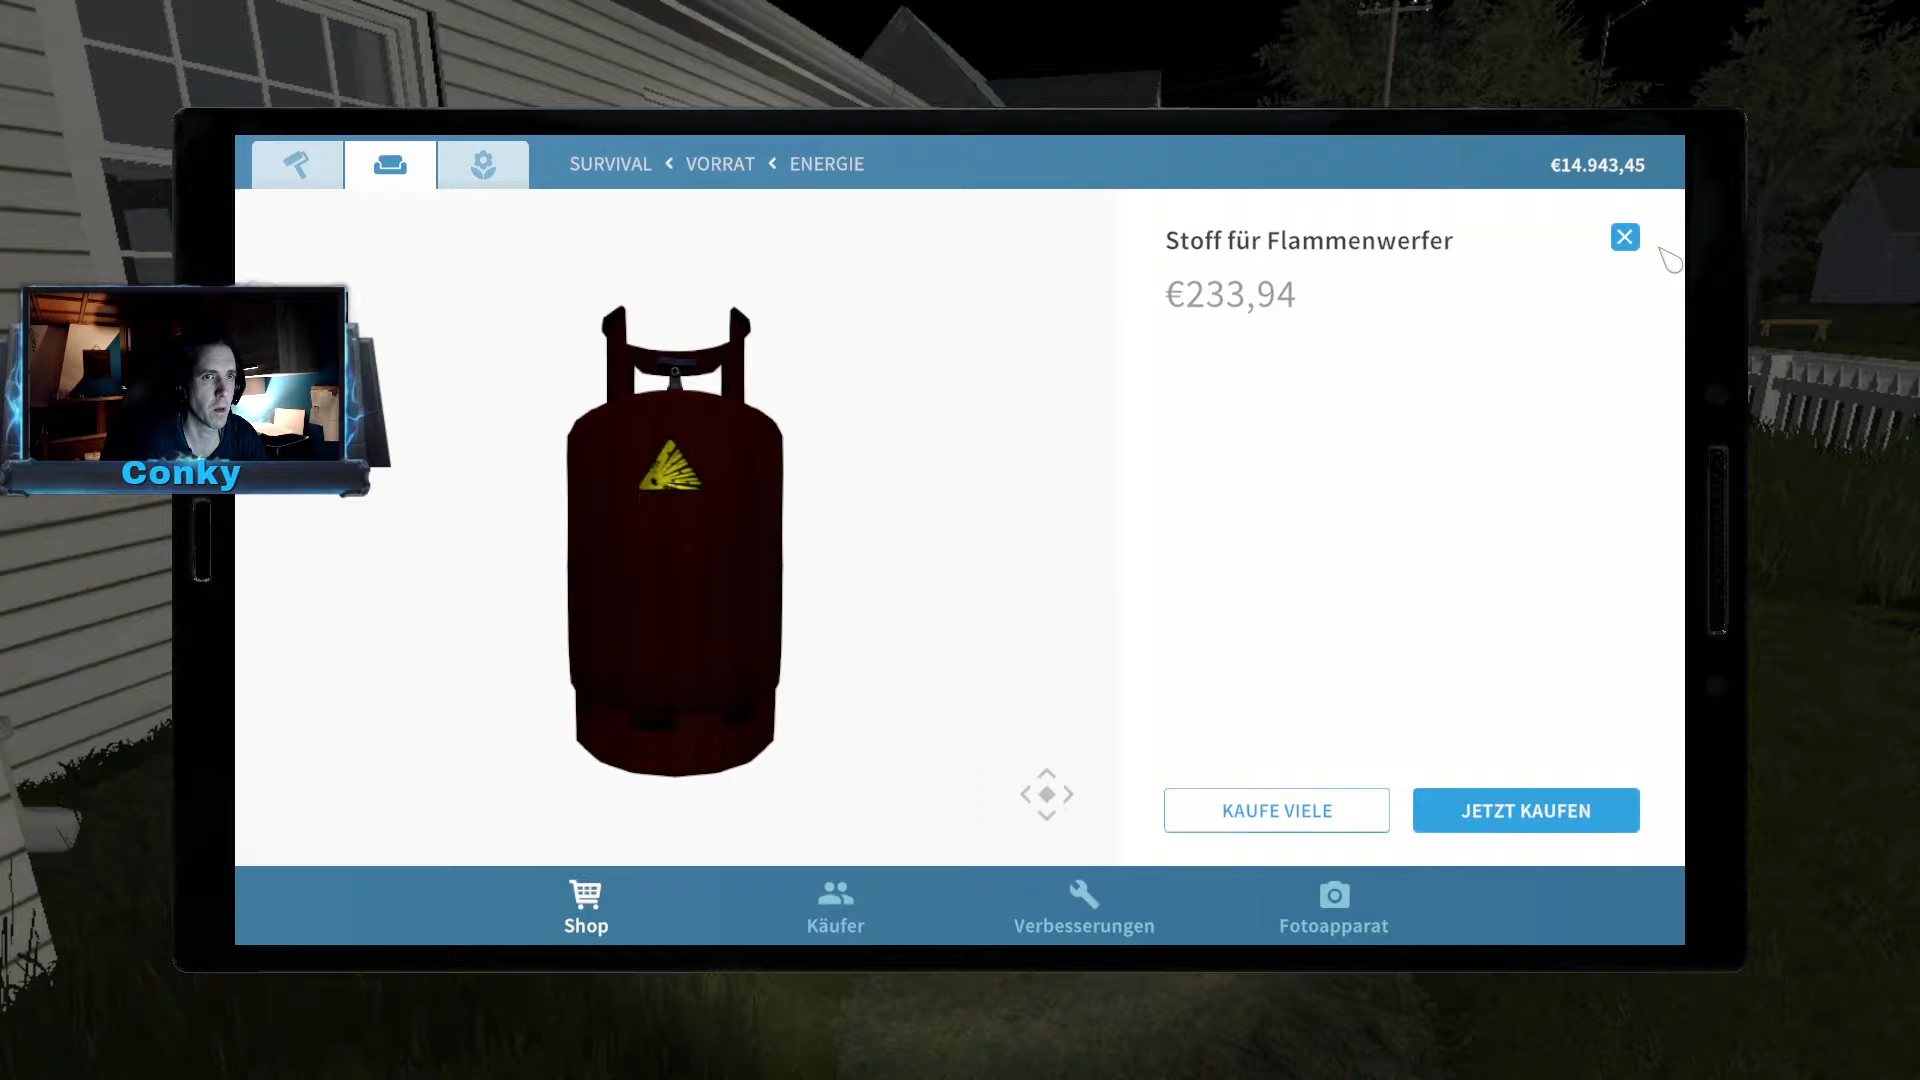 SURVIVAL < VORRAT < ENERGIE
€14.943,45
Stoff für Flammenwerfer
€233,94
Conky
KAUFE VIELE
JETZT KAUFEN
Shop
Käufer
Verbesserungen
Fotoapparat